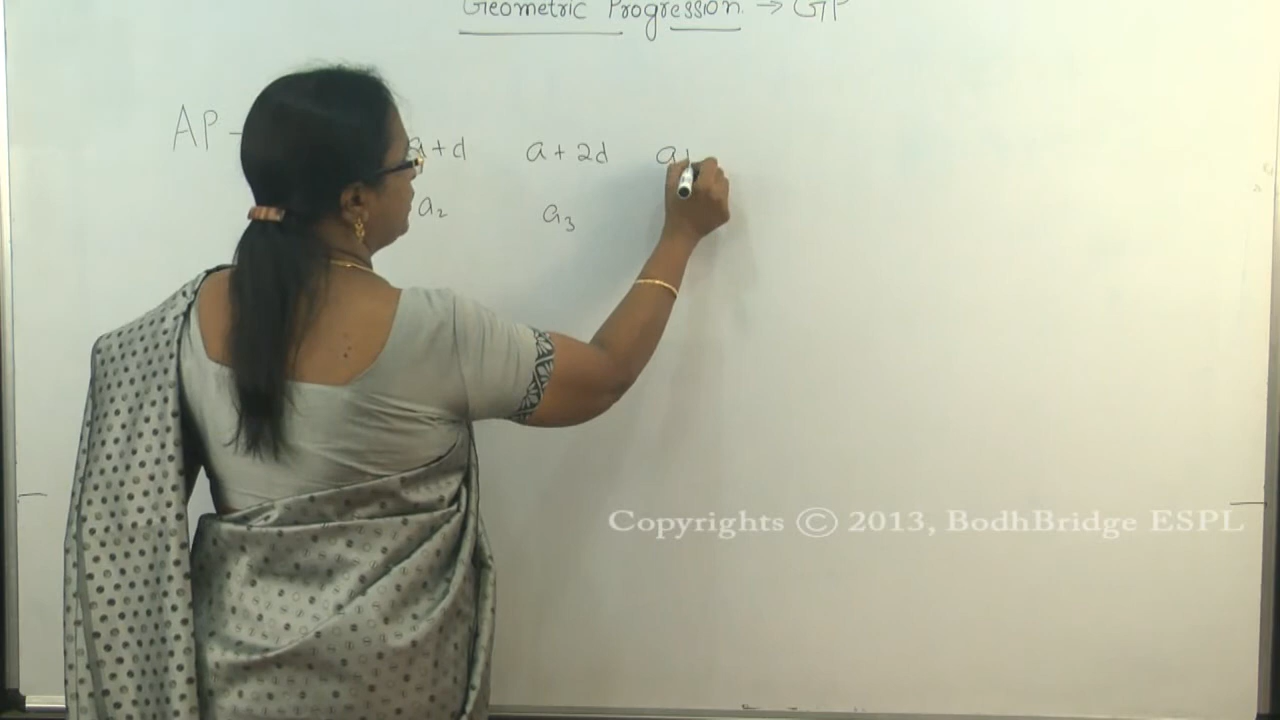 Geometric Progression → GP
AP - a+d a+2d a+
a₂ a₃
Copyrights © 2013, BodhBridge ESPL